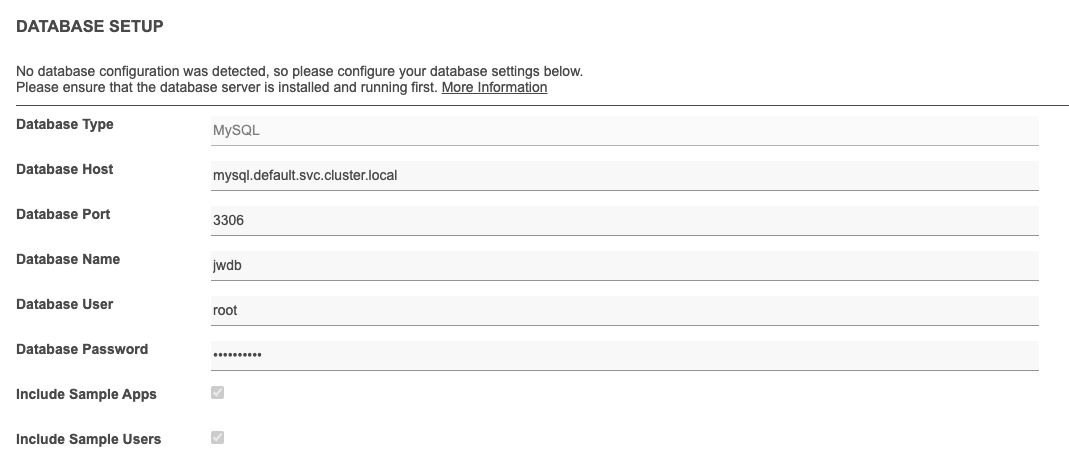 DATABASE SETUP
No database configuration was detected, so please configure your database settings below.
Please ensure that the database server is installed and running first. More Information
Database Type MySQL
Database Host mysql.default.svc.cluster.local
Database Port 3306
Database Name jwdb
Database User root
Database Password ••••••••••
Include Sample Apps
Include Sample Users